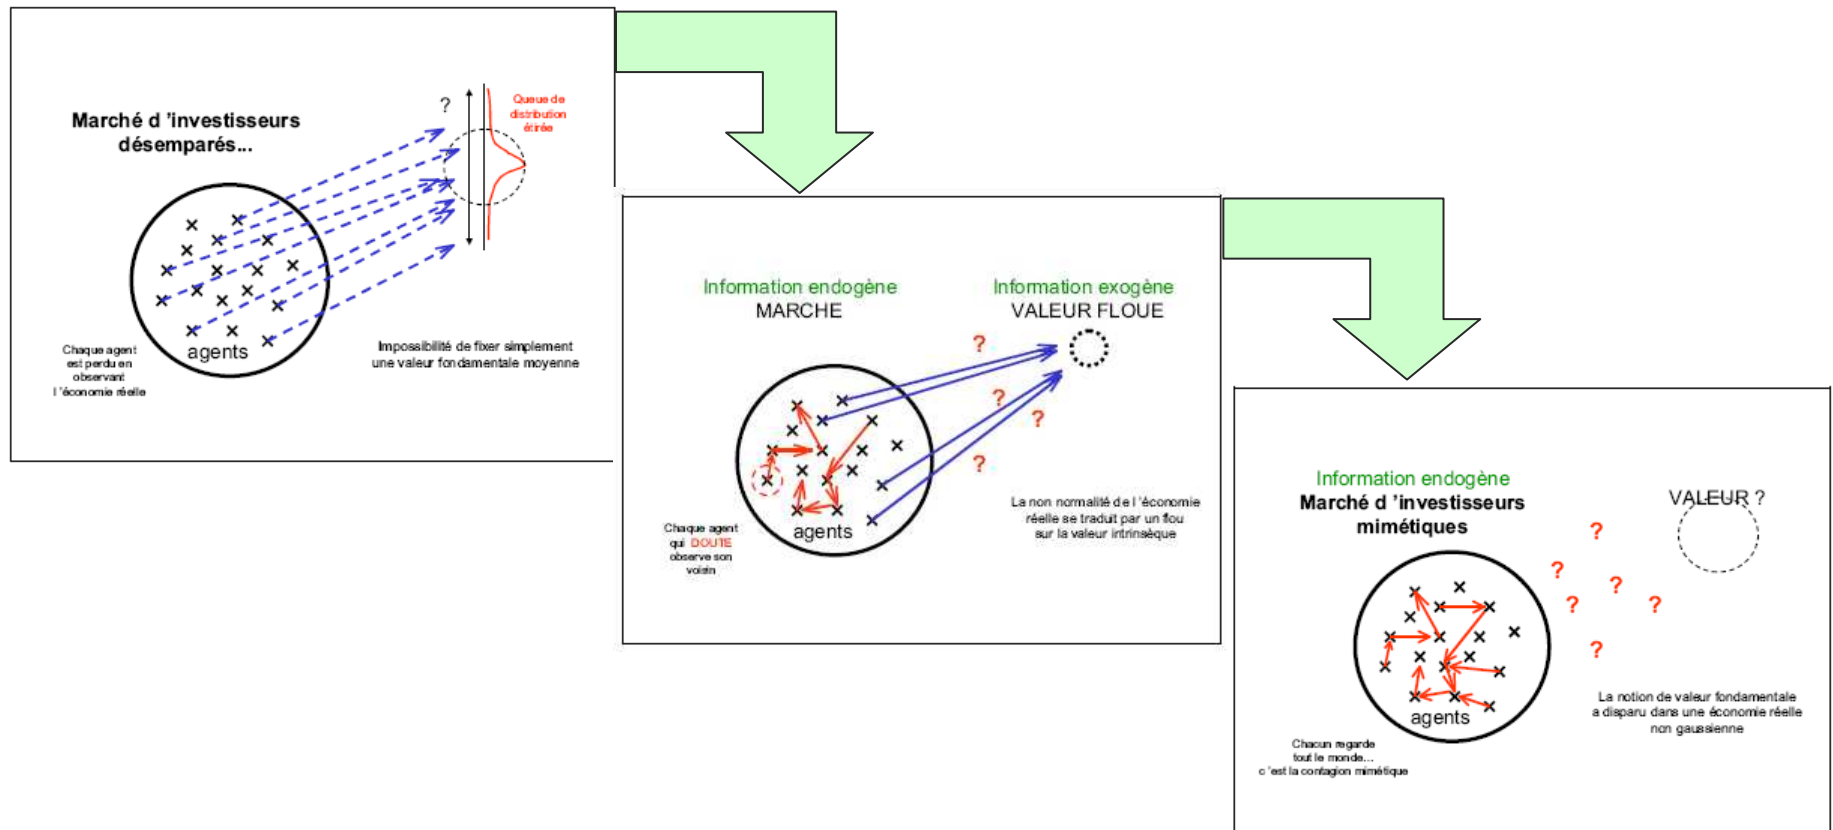 Marché d 'investisseurs
désemparés...
?
Queue de
distribution
étirée
agents
Chaque agent
est perdu en
observant
l 'économie réelle
Impossibilité de fixer simplement
une valeur fondamentale moyenne
Information endogène
MARCHE
Information exogène
VALEUR FLOUE
?
?
?
?
agents
Chaque agent
qui DOUTE
observe son
voisin
La non normalité de l 'économie
réelle se traduit par un flou
sur la valeur intrinsèque
Information endogène
Marché d 'investisseurs
mimétiques
VALEUR ?
?
?
?
?
?
?
agents
Chacun regarde
tout le monde...
c 'est la contagion mimétique
La notion de valeur fondamentale
a disparu dans une économie réelle
non gaussienne